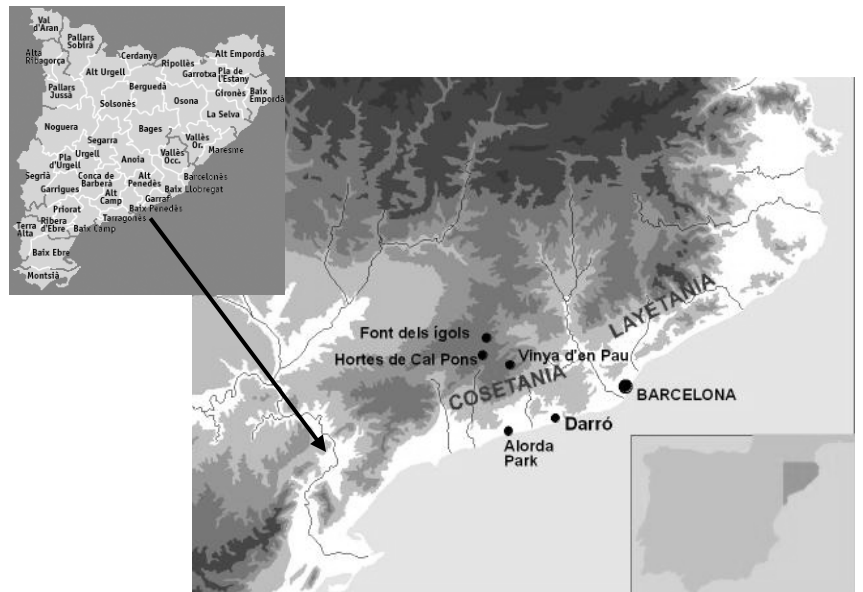 Val
d'Aran
Pallars
Sobirà
Alta
Ribagorça
Cerdanya
Alt Empordà
Ripollès
Garrotxa
Pla de
l'Estany
Alt Urgell
Pallars
Jussà
Berguedà
Gironès
Baix
Empordà
Solsonès
Osona
La Selva
Noguera
Bages
Vallès
Or.
Maresme
Segarra
Vallès
Occ.
Pla
d'Urgell
Urgell
Anoia
Segrià
Conca de
Barberà
Alt
Penedès
Barcelonès
Garrigues
Alt
Camp
Baix Llobregat
Garraf
Priorat
Baix Penedès
Tarragonès
Terra
Alta
Ribera
d'Ebre
Baix Camp
Baix Ebre
Montsià
LAYETANIA
Font dels ígols
Hortes de Cal Pons
Vinya d'en Pau
COSETANIA
BARCELONA
Darró
Alorda
Park